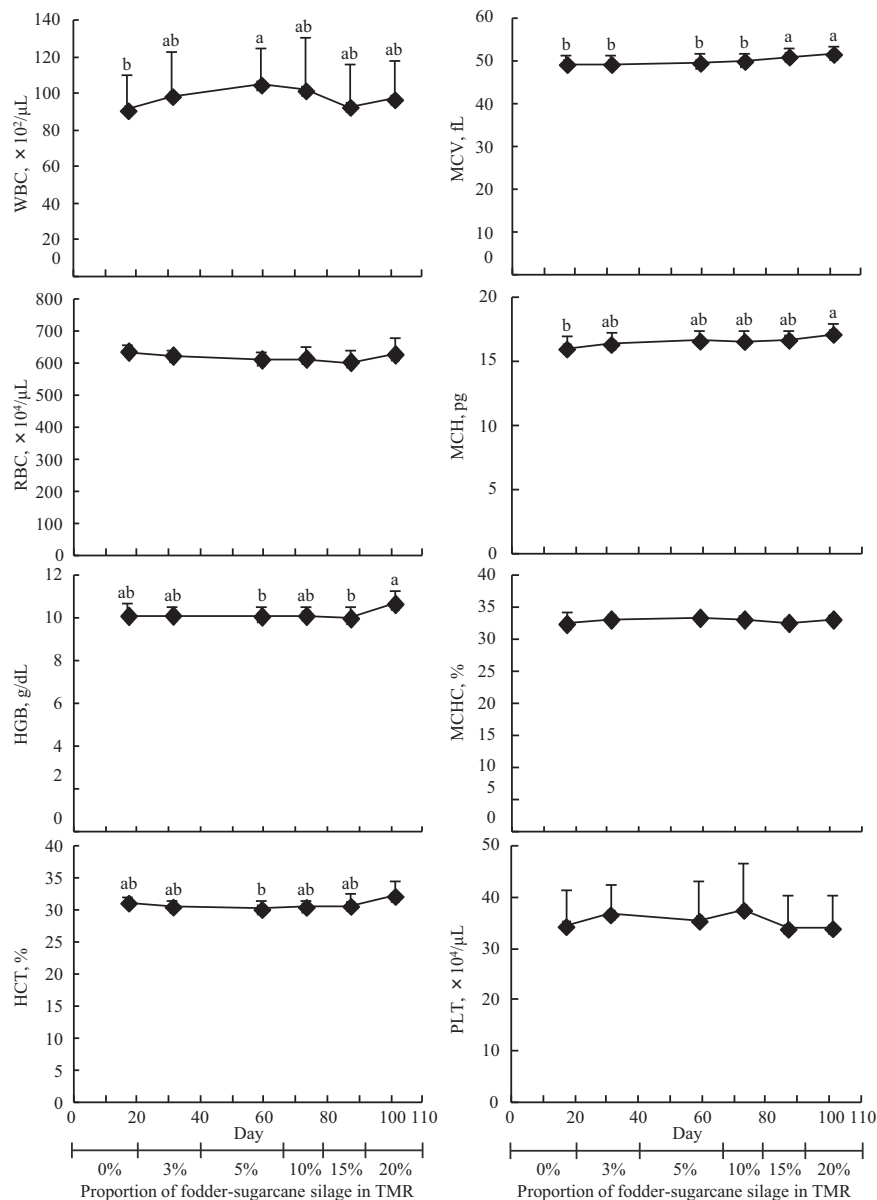 140
120
100
80
60
40
20
0
WBC, ×10²/μL
b
ab
a
ab
ab
ab
60
50
40
30
20
10
0
MCV, fL
b
b
b
b
a
a
800
700
600
500
400
300
200
100
0
RBC, ×10⁴/μL
20
15
10
5
0
MCH, pg
b
ab
ab
ab
ab
a
12
10
8
6
4
2
0
HGB, g/dL
ab
ab
b
ab
b
a
40
35
30
25
20
15
10
5
0
MCHC, %
40
35
30
25
20
15
10
5
0
HCT, %
ab
ab
b
ab
ab
0 20 40 60 80 100 110
Day
0% 3% 5% 10% 15% 20%
Proportion of fodder-sugarcane silage in TMR
50
40
30
20
10
0
PLT, ×10⁴/μL
0 20 40 60 80 100 110
Day
0% 3% 5% 10% 15% 20%
Proportion of fodder-sugarcane silage in TMR